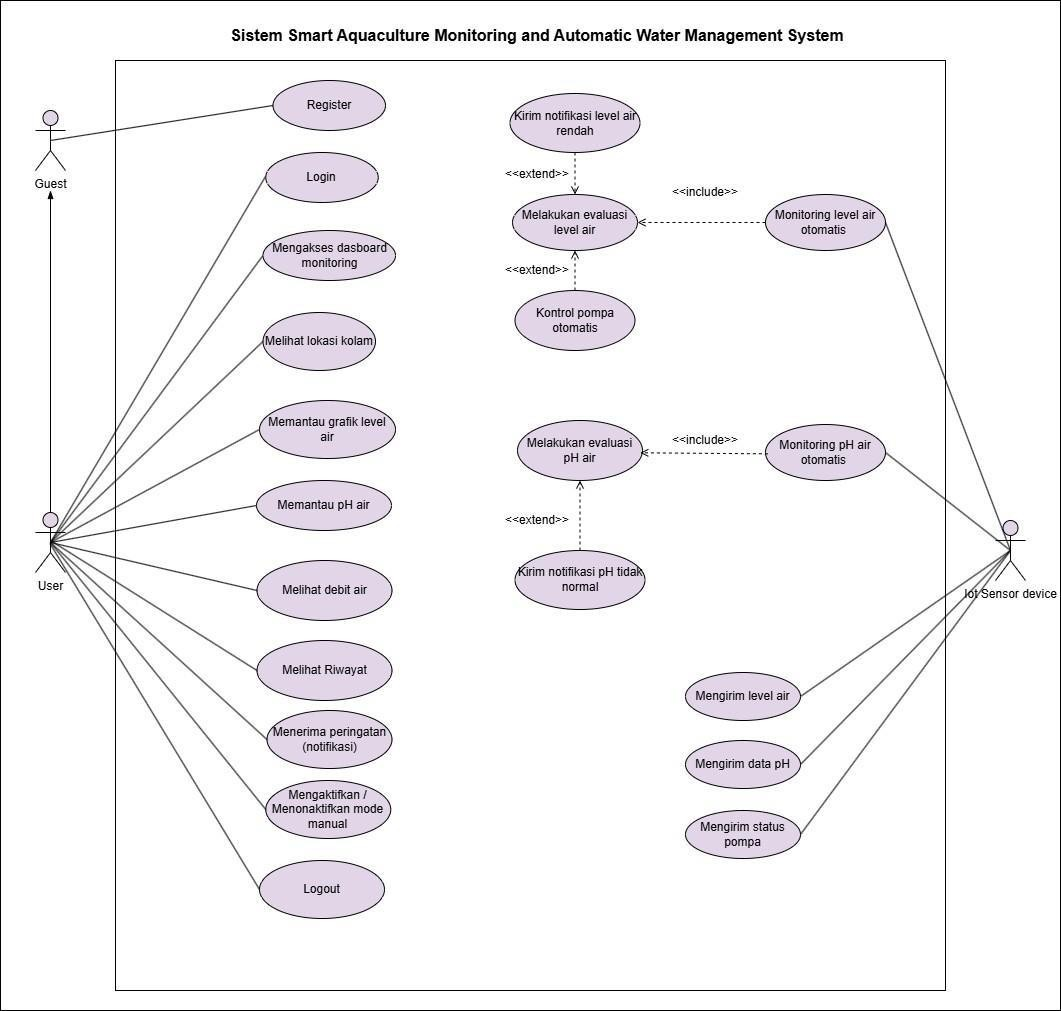 Sistem Smart Aquaculture Monitoring and Automatic Water Management System
Guest
Register
Login
Mengakses dasboard
monitoring
Melihat lokasi kolam
Memantau grafik level
air
Memantau pH air
Melihat debit air
Melihat Riwayat
Menerima peringatan
(notifikasi)
Mengaktifkan /
Menonaktifkan mode
manual
Logout
User
Kirim notifikasi level air
rendah
<<extend>>
Melakukan evaluasi
level air
<<include>>
Monitoring level air
otomatis
<<extend>>
Kontrol pompa
otomatis
Melakukan evaluasi
pH air
<<include>>
Monitoring pH air
otomatis
<<extend>>
Kirim notifikasi pH tidak
normal
Iot Sensor device
Mengirim level air
Mengirim data pH
Mengirim status
pompa